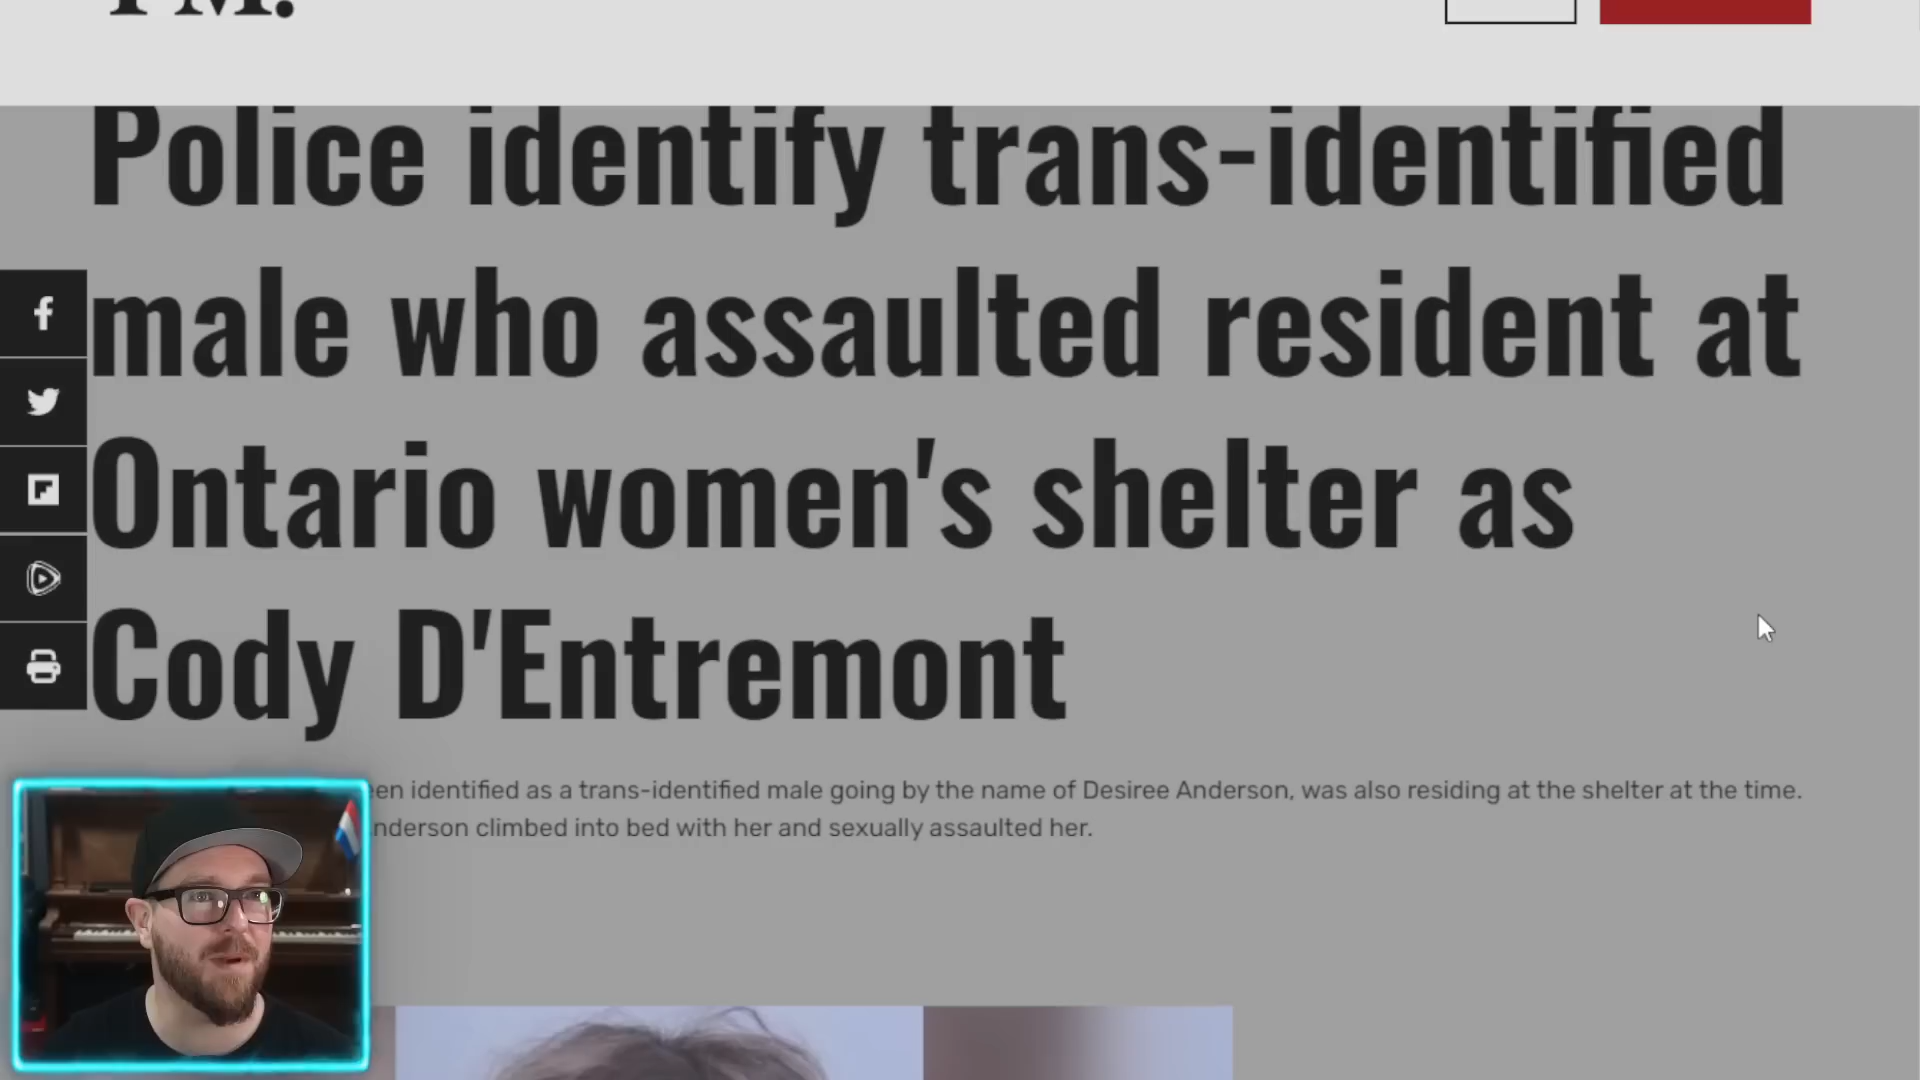 Police identify trans-identified
male who assaulted resident at
Ontario women's shelter as
Cody D'Entremont
identified as a trans-identified male going by the name of Desiree Anderson, was also residing at the shelter at the time.
climbed into bed with her and sexually assaulted her.